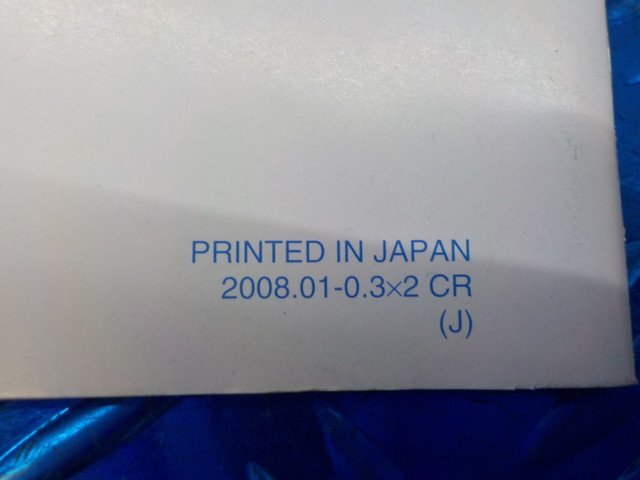 PRINTED IN JAPAN
2008.01-0.3×2 CR
(J)